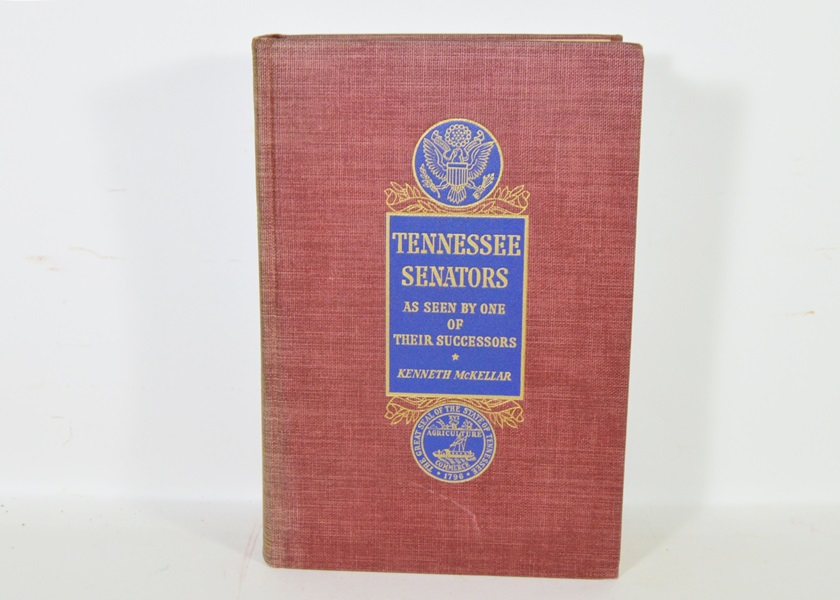 TENNESSEE
SENATORS
AS SEEN BY ONE
OF
THEIR SUCCESSORS
★
KENNETH McKELLAR
THE GREAT SEAL OF THE STATE OF TENNESSEE
XVI
AGRICULTURE
COMMERCE
1796